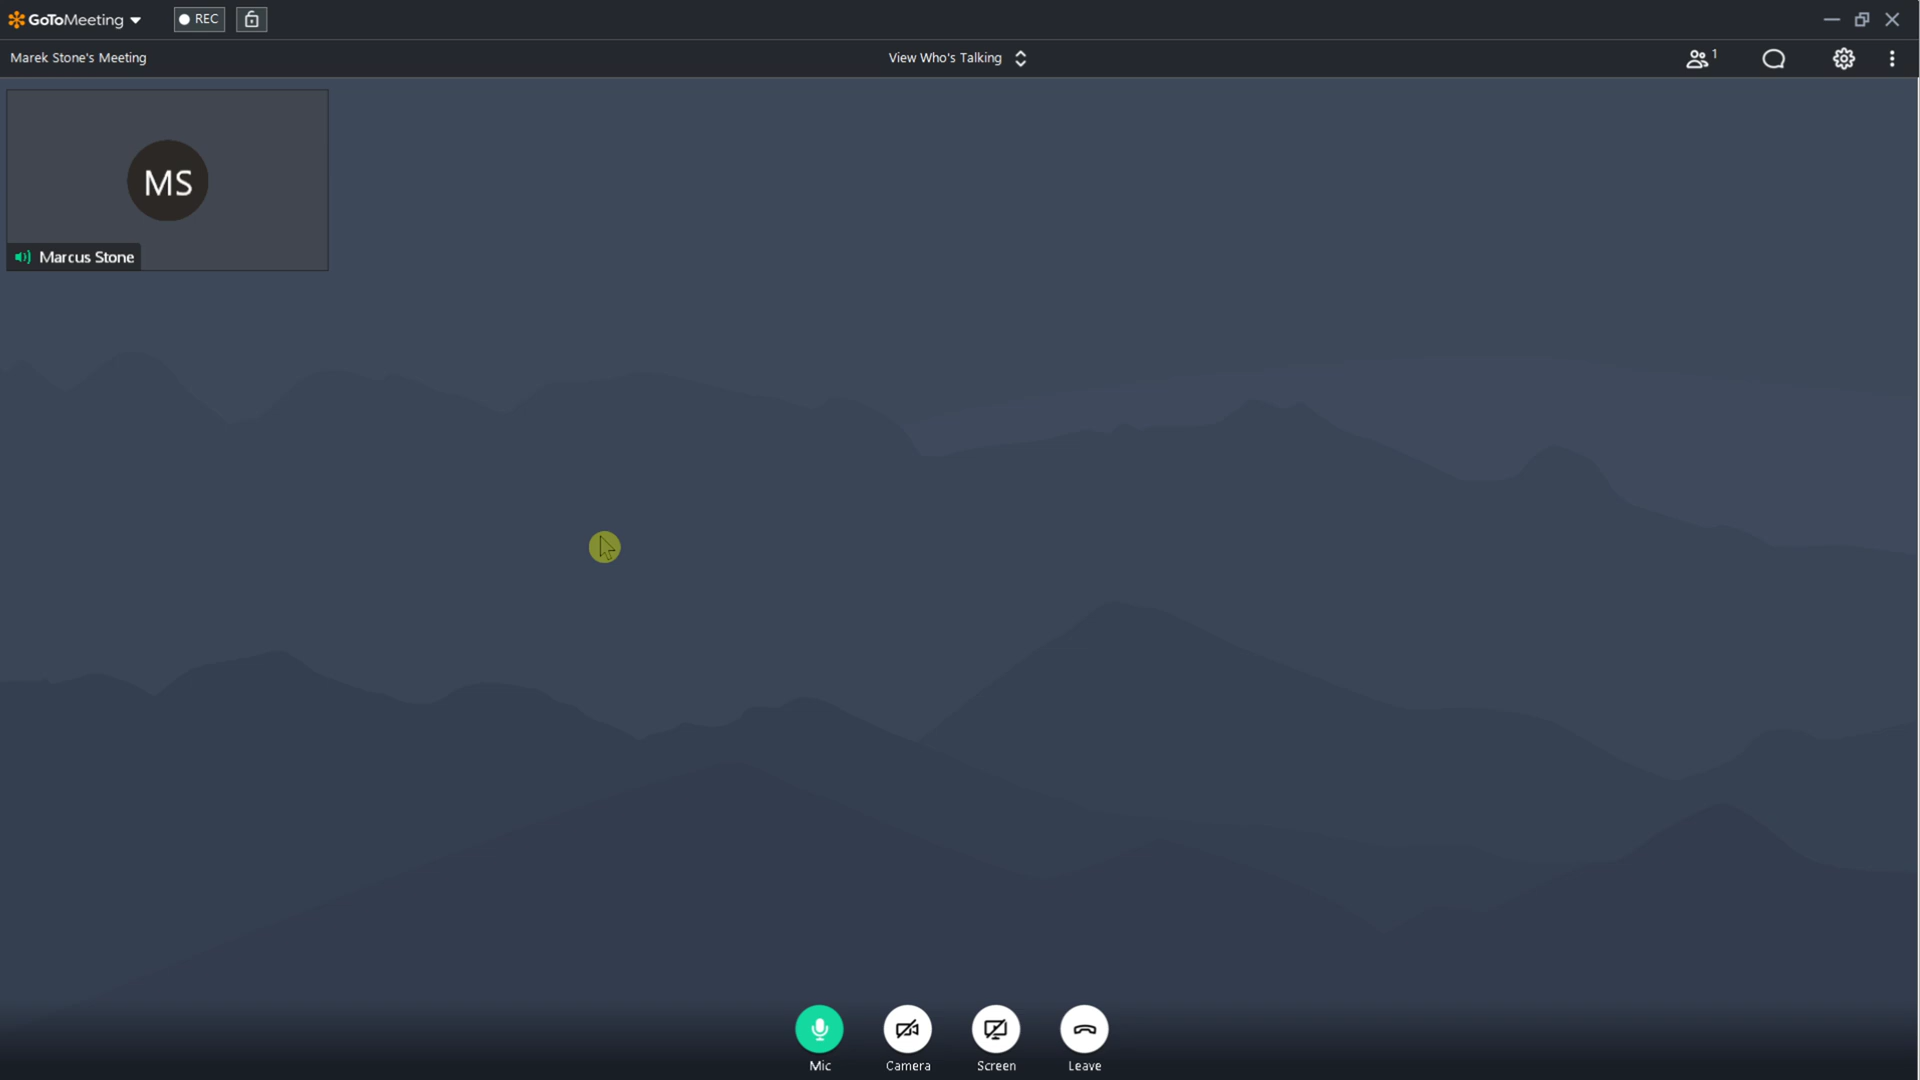 GoToMeeting
REC
Marek Stone's Meeting
View Who's Talking
1
MS
Marcus Stone
Mic
Camera
Screen
Leave